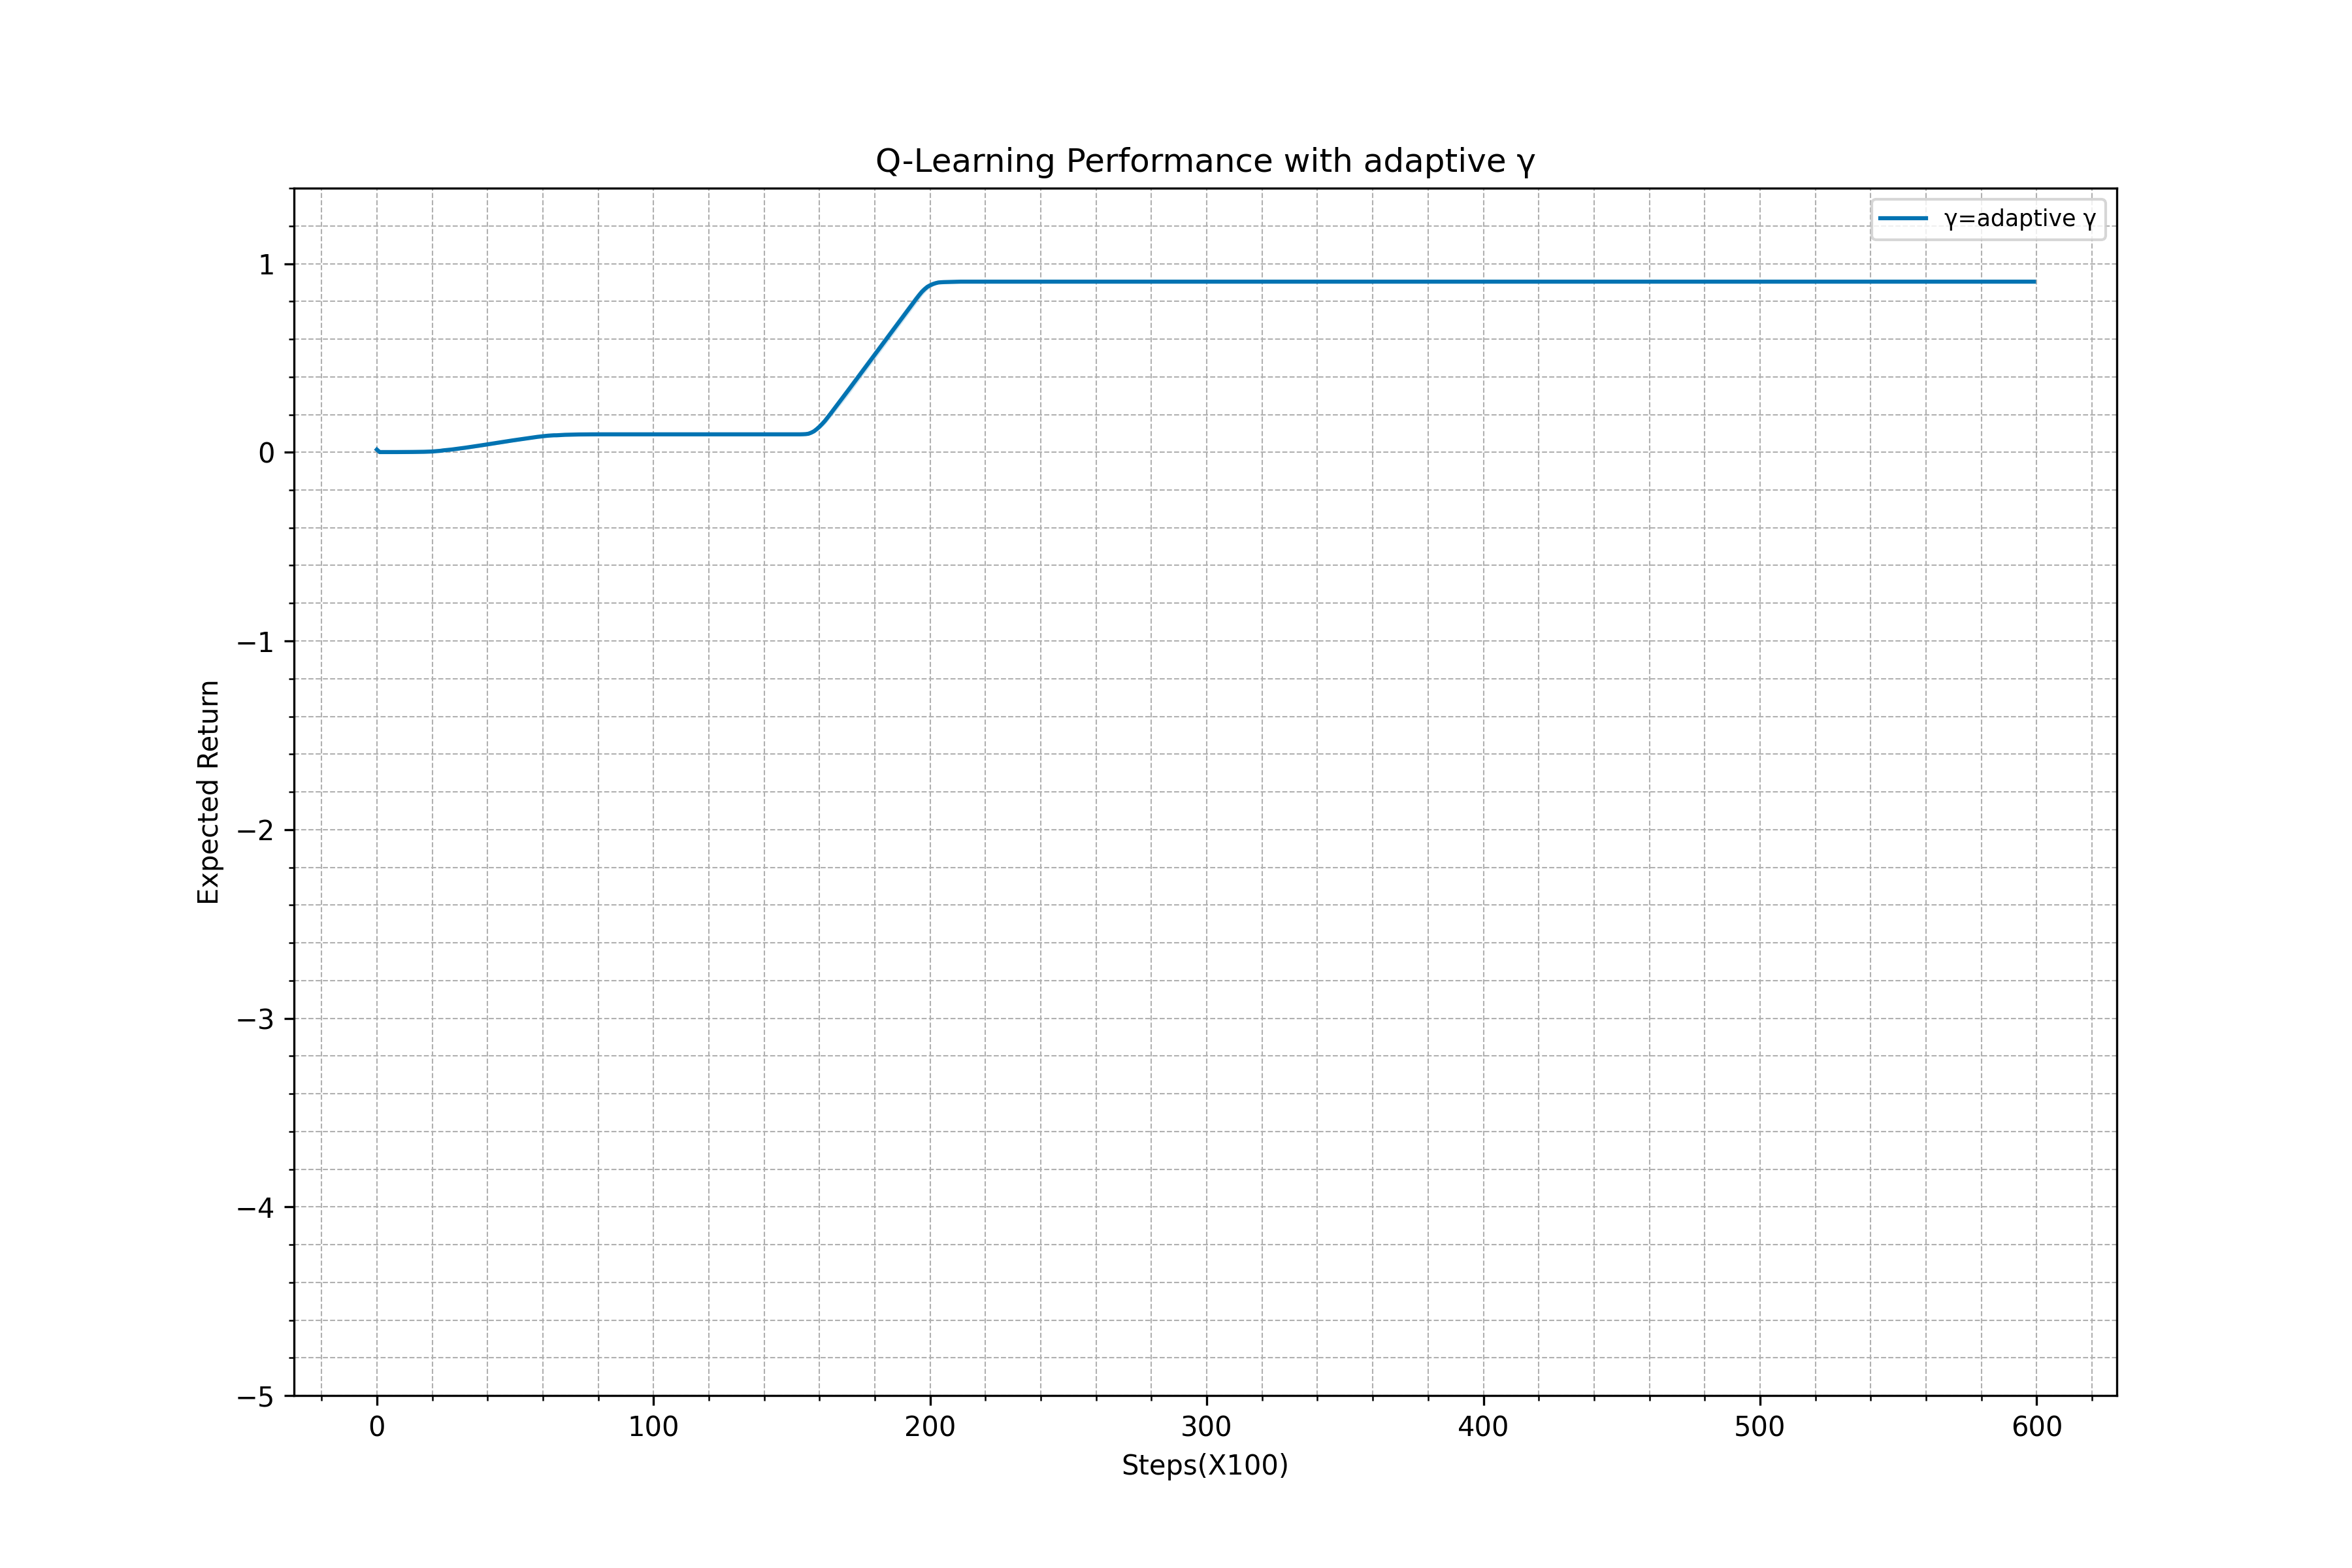 Q-Learning Performance with adaptive γ
γ=adaptive γ
1
0
−1
−2
−3
−4
−5
Expected Return
0 100 200 300 400 500 600
Steps(X100)